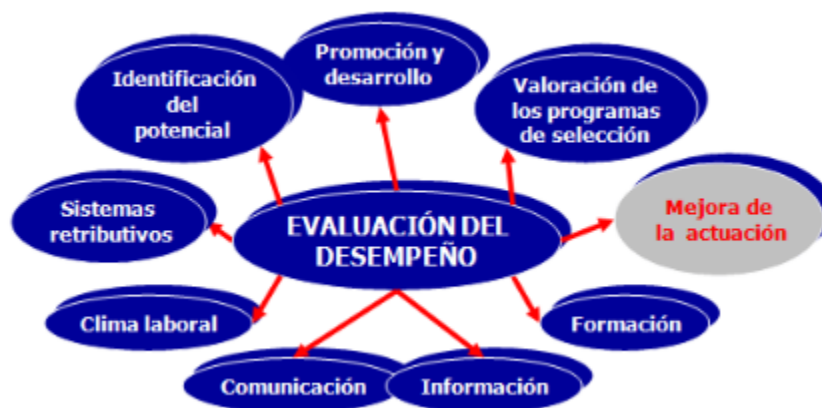 Promoción y
desarrollo
Identificación
del
potencial
Valoración de
los programas
de selección
Sistemas
retributivos
EVALUACIÓN DEL
DESEMPEÑO
Mejora de
la actuación
Clima laboral
Formación
Comunicación
Información